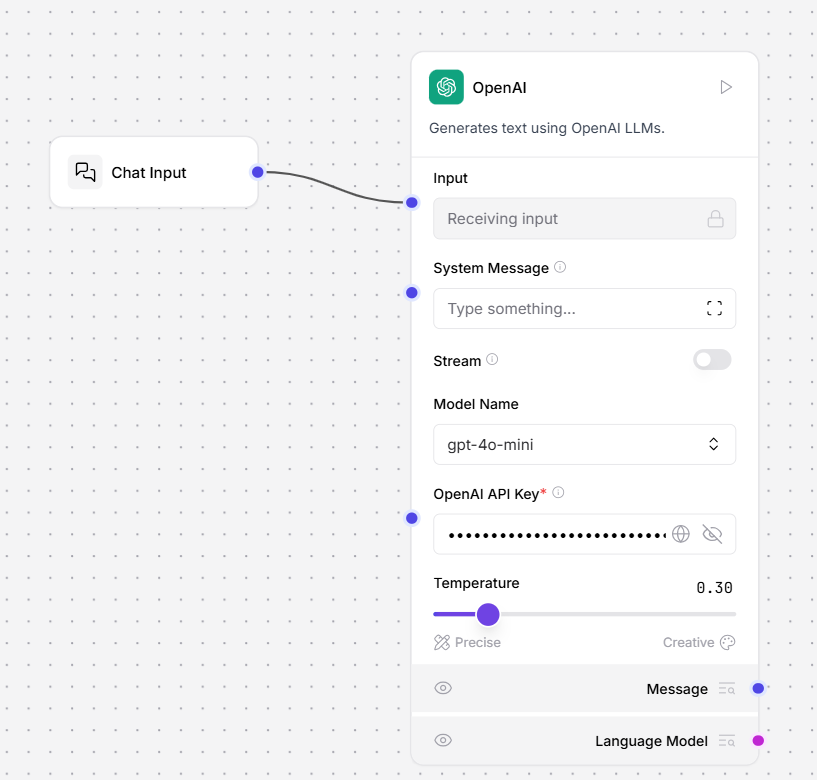 Chat Input
OpenAI
Generates text using OpenAI LLMs.
Input
Receiving input
System Message
Type something...
Stream
Model Name
gpt-4o-mini
OpenAI API Key*
••••••••••••••••••••••••••
Temperature 0.30
Precise Creative
Message
Language Model